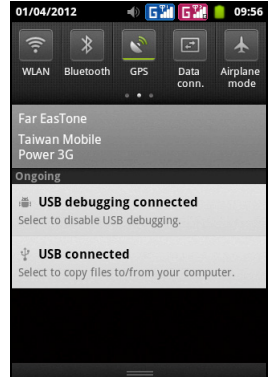 01/04/2012 G G 09:56
WLAN Bluetooth GPS Data conn. Airplane mode
Far EasTone
Taiwan Mobile
Power 3G
Ongoing
USB debugging connected
Select to disable USB debugging.
USB connected
Select to copy files to/from your computer.